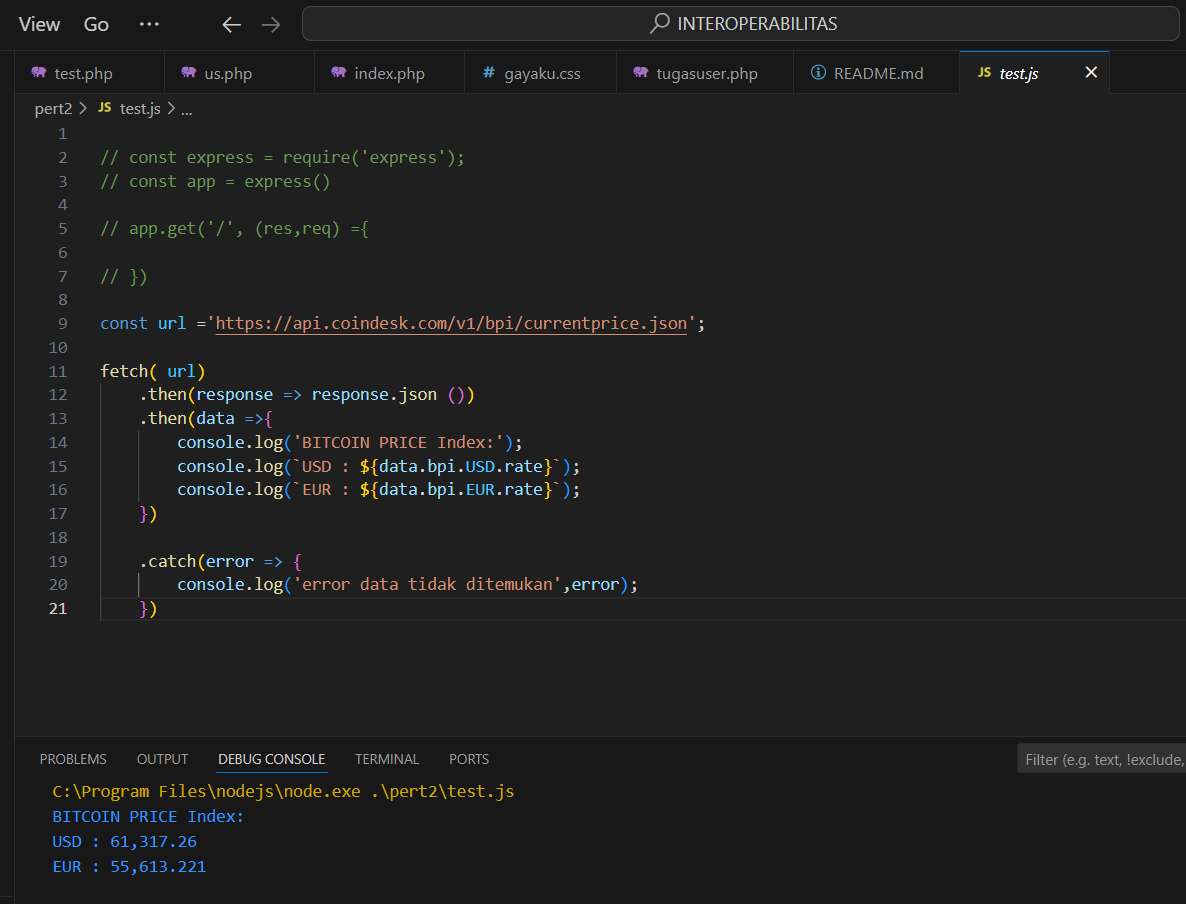 View Go ... INTEROPERABILITAS
test.php us.php index.php # gayaku.css tugasuser.php README.md JS test.js
pert2 > JS test.js > ...
1
2 // const express = require('express');
3 // const app = express()
4
5 // app.get('/', (res,req) ={
6
7 // })
8
9 const url ='https://api.coindesk.com/v1/bpi/currentprice.json';
10
11 fetch( url)
12 .then(response => response.json ())
13 .then(data =>{
14 console.log('BITCOIN PRICE Index:');
15 console.log(`USD : ${data.bpi.USD.rate}`);
16 console.log(`EUR : ${data.bpi.EUR.rate}`);
17 })
18
19 .catch(error => {
20 console.log('error data tidak ditemukan',error);
21 })
PROBLEMS OUTPUT DEBUG CONSOLE TERMINAL PORTS Filter (e.g. text, !exclude,
C:\Program Files\nodejs\node.exe .\pert2\test.js
BITCOIN PRICE Index:
USD : 61,317.26
EUR : 55,613.221